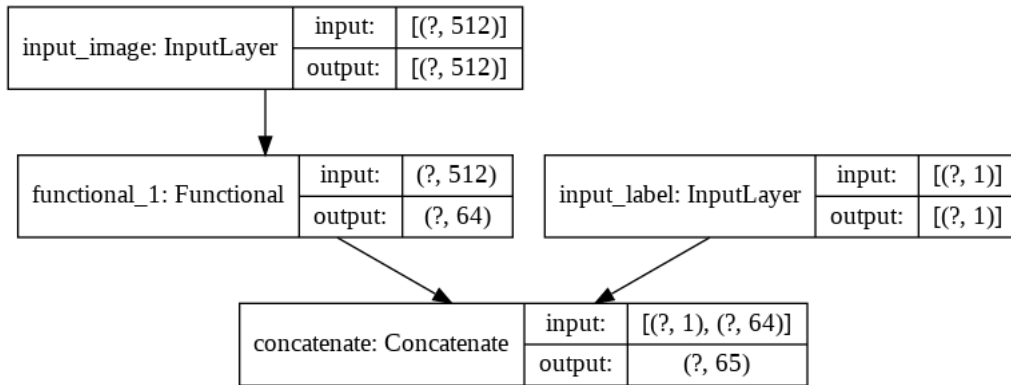 input_image: InputLayer
input: [(?, 512)]
output: [(?, 512)]
functional_1: Functional
input: (?, 512)
output: (?, 64)
input_label: InputLayer
input: [(?, 1)]
output: [(?, 1)]
concatenate: Concatenate
input: [(?, 1), (?, 64)]
output: (?, 65)